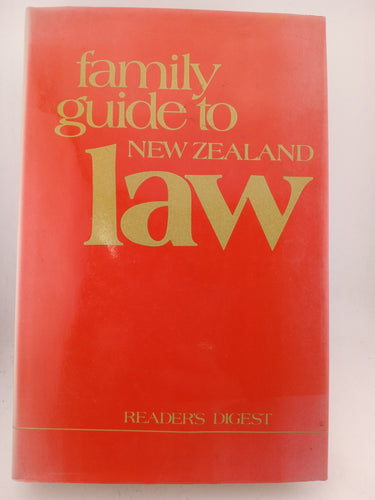 family
guide to
NEW ZEALAND
law
READER'S DIGEST